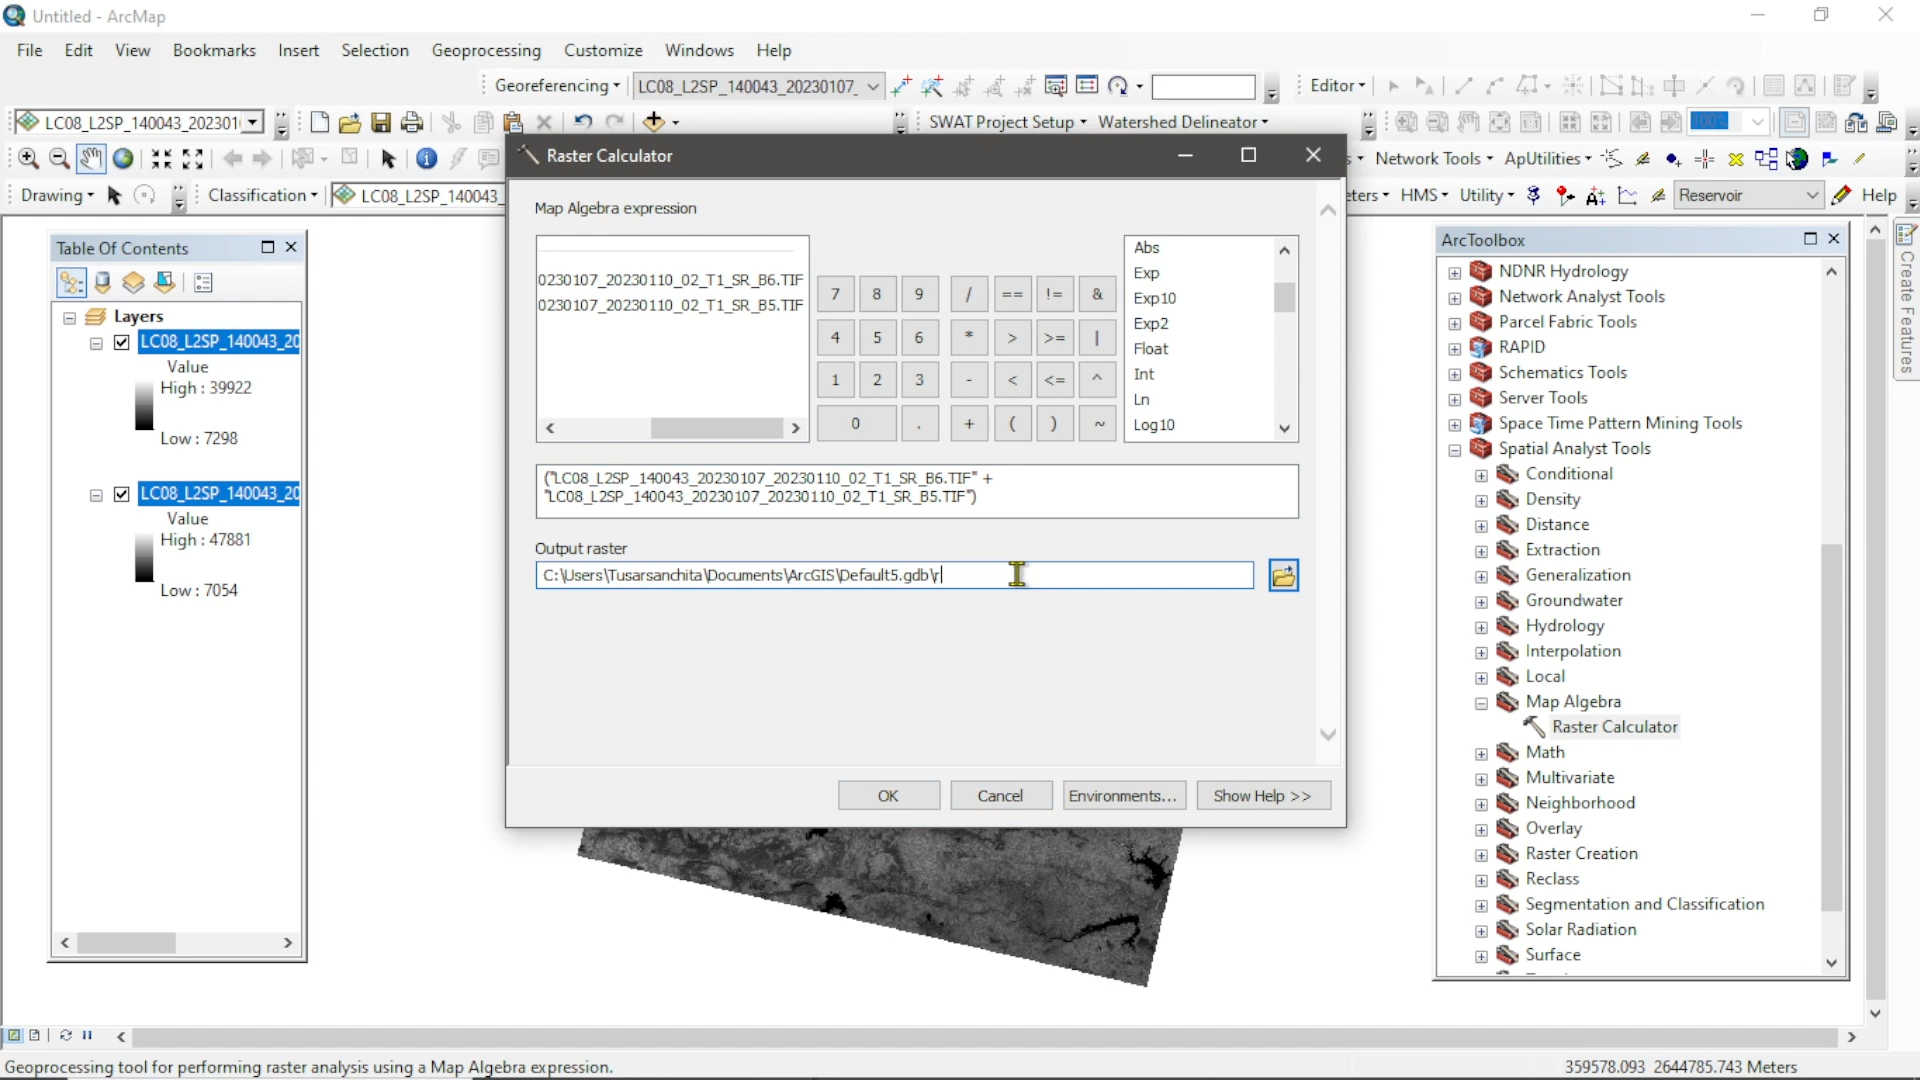 Untitled - ArcMap
File Edit View Bookmarks Insert Selection Geoprocessing Customize Windows Help
Georeferencing LC08_L2SP_140043_20230107_ Editor
LC08_L2SP_140043_202301 SWAT Project Setup Watershed Delineator
Network Tools ApUtilities
Drawing Classification LC08_L2SP_140043_ HMS Utility Reservoir Help
Raster Calculator
Map Algebra expression
0230107_20230110_02_T1_SR_B6.TIF
0230107_20230110_02_T1_SR_B5.TIF
7 8 9 / == != &
4 5 6 * > >= |
1 2 3 - < <= ^
0 . + ( ) ~
Abs
Exp
Exp10
Exp2
Float
Int
Ln
Log10
("LC08_L2SP_140043_20230107_20230110_02_T1_SR_B6.TIF" +
"LC08_L2SP_140043_20230107_20230110_02_T1_SR_B5.TIF")
Output raster
C:\Users\Tusarsanchita\Documents\ArcGIS\Default5.gdb\r
OK Cancel Environments... Show Help >>
Table Of Contents
Layers
LC08_L2SP_140043_20
Value
High : 39922
Low : 7298
LC08_L2SP_140043_20
Value
High : 47881
Low : 7054
ArcToolbox
NDNR Hydrology
Network Analyst Tools
Parcel Fabric Tools
RAPID
Schematics Tools
Server Tools
Space Time Pattern Mining Tools
Spatial Analyst Tools
Conditional
Density
Distance
Extraction
Generalization
Groundwater
Hydrology
Interpolation
Local
Map Algebra
Raster Calculator
Math
Multivariate
Neighborhood
Overlay
Raster Creation
Reclass
Segmentation and Classification
Solar Radiation
Surface
Create Features
Geoprocessing tool for performing raster analysis using a Map Algebra expression.
359578.093 2644785.743 Meters